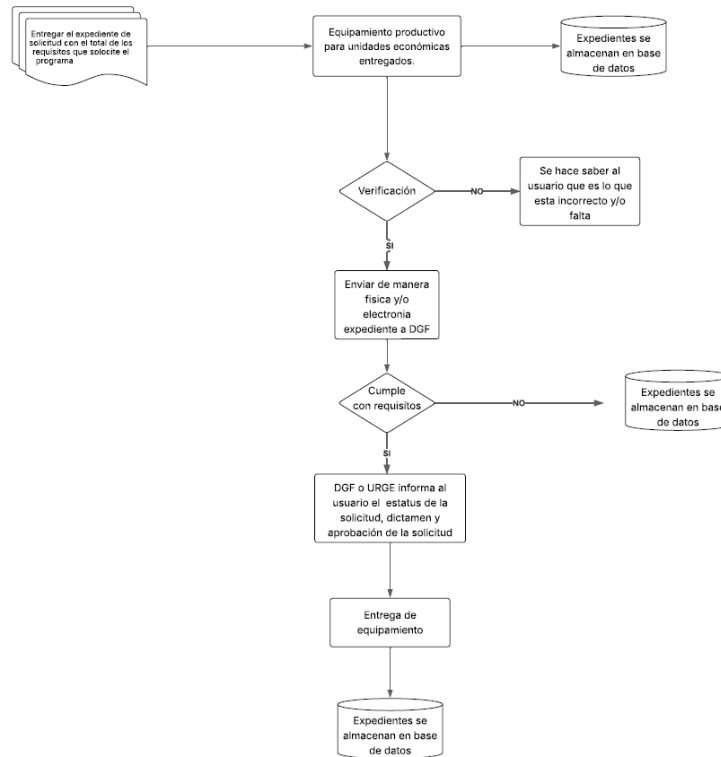 Entregar el expediente de
solicitud con el total de los
requisitos que solocite el
programa
Equipamiento productivo
para unidades económicas
entregados.
Expedientes se
almacenan en base
de datos
Verificación
NO
Se hace saber al
usuario que es lo que
esta incorrecto y/o
falta
SI
Enviar de manera
fisica y/o
electronia
expediente a DGF
Cumple
con requisitos
NO
Expedientes se
almacenan en base
de datos
SI
DGF o URGE informa al
usuario el estatus de la
solicitud, dictamen y
aprobación de la solicitud
Entrega de
equipamiento
Expedientes se
almacenan en base
de datos